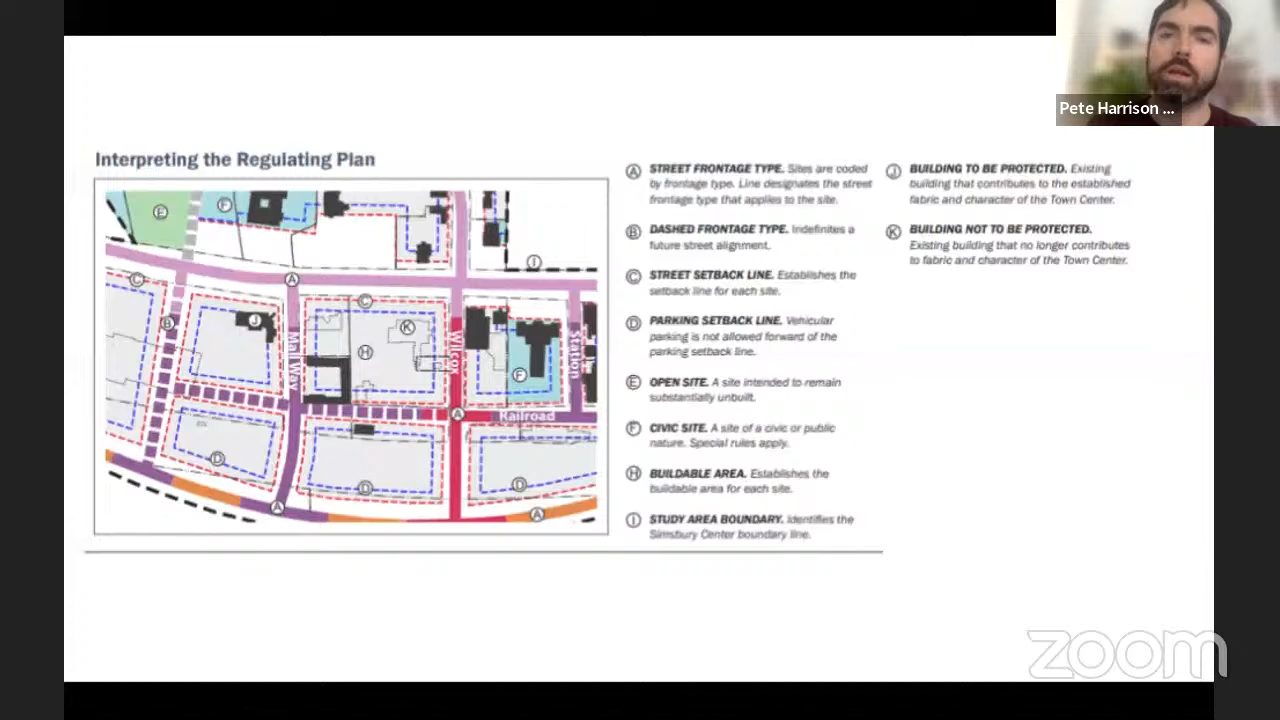 Pete Harrison ...
Interpreting the Regulating Plan
E
F
I
C
A
C
B
J
K
H
Mall Way
Wilcox
Station
F
A
Railroad
D
D
D
A
A
A STREET FRONTAGE TYPE. Sites are coded
by frontage type. Line designates the street
frontage type that applies to the site.
B DASHED FRONTAGE TYPE. Indefinites a
future street alignment.
C STREET SETBACK LINE. Establishes the
setback line for each site.
D PARKING SETBACK LINE. Vehicular
parking is not allowed forward of the
parking setback line.
E OPEN SITE. A site intended to remain
substantially unbuilt.
F CIVIC SITE. A site of a civic or public
nature. Special rules apply.
H BUILDABLE AREA. Establishes the
buildable area for each site.
I STUDY AREA BOUNDARY. Identifies the
Simsbury Center boundary line.
J BUILDING TO BE PROTECTED. Existing
building that contributes to the established
fabric and character of the Town Center.
K BUILDING NOT TO BE PROTECTED.
Existing building that no longer contributes
to fabric and character of the Town Center.
zoom